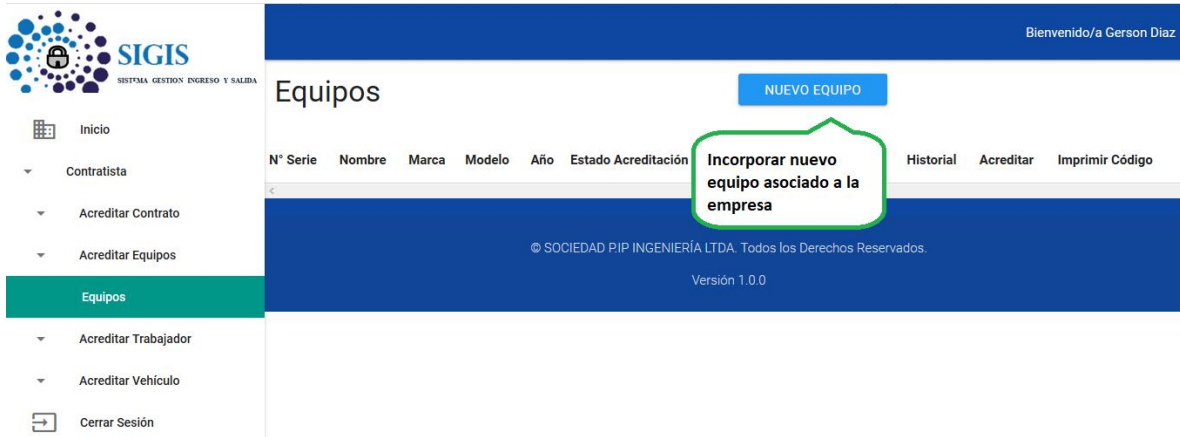 Bienvenido/a Gerson Diaz
SIGIS
SISTEMA GESTION INGRESO Y SALIDA
Equipos
NUEVO EQUIPO
Inicio
Contratista
Acreditar Contrato
Acreditar Equipos
Equipos
Acreditar Trabajador
Acreditar Vehículo
Cerrar Sesión
N° Serie Nombre Marca Modelo Año Estado Acreditación Historial Acreditar Imprimir Código
Incorporar nuevo
equipo asociado a la
empresa
© SOCIEDAD P.IP INGENIERÍA LTDA. Todos los Derechos Reservados.
Versión 1.0.0